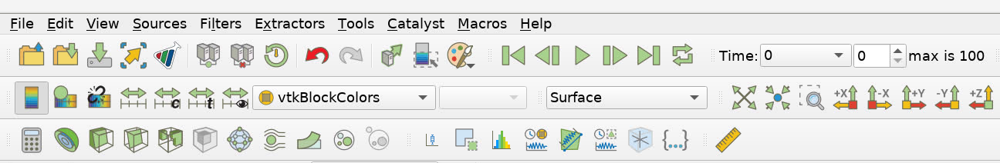 File Edit View Sources Filters Extractors Tools Catalyst Macros Help
Time: 0 0 max is 100
c t vtkBlockColors Surface +X -X +Y -Y +Z
{...}